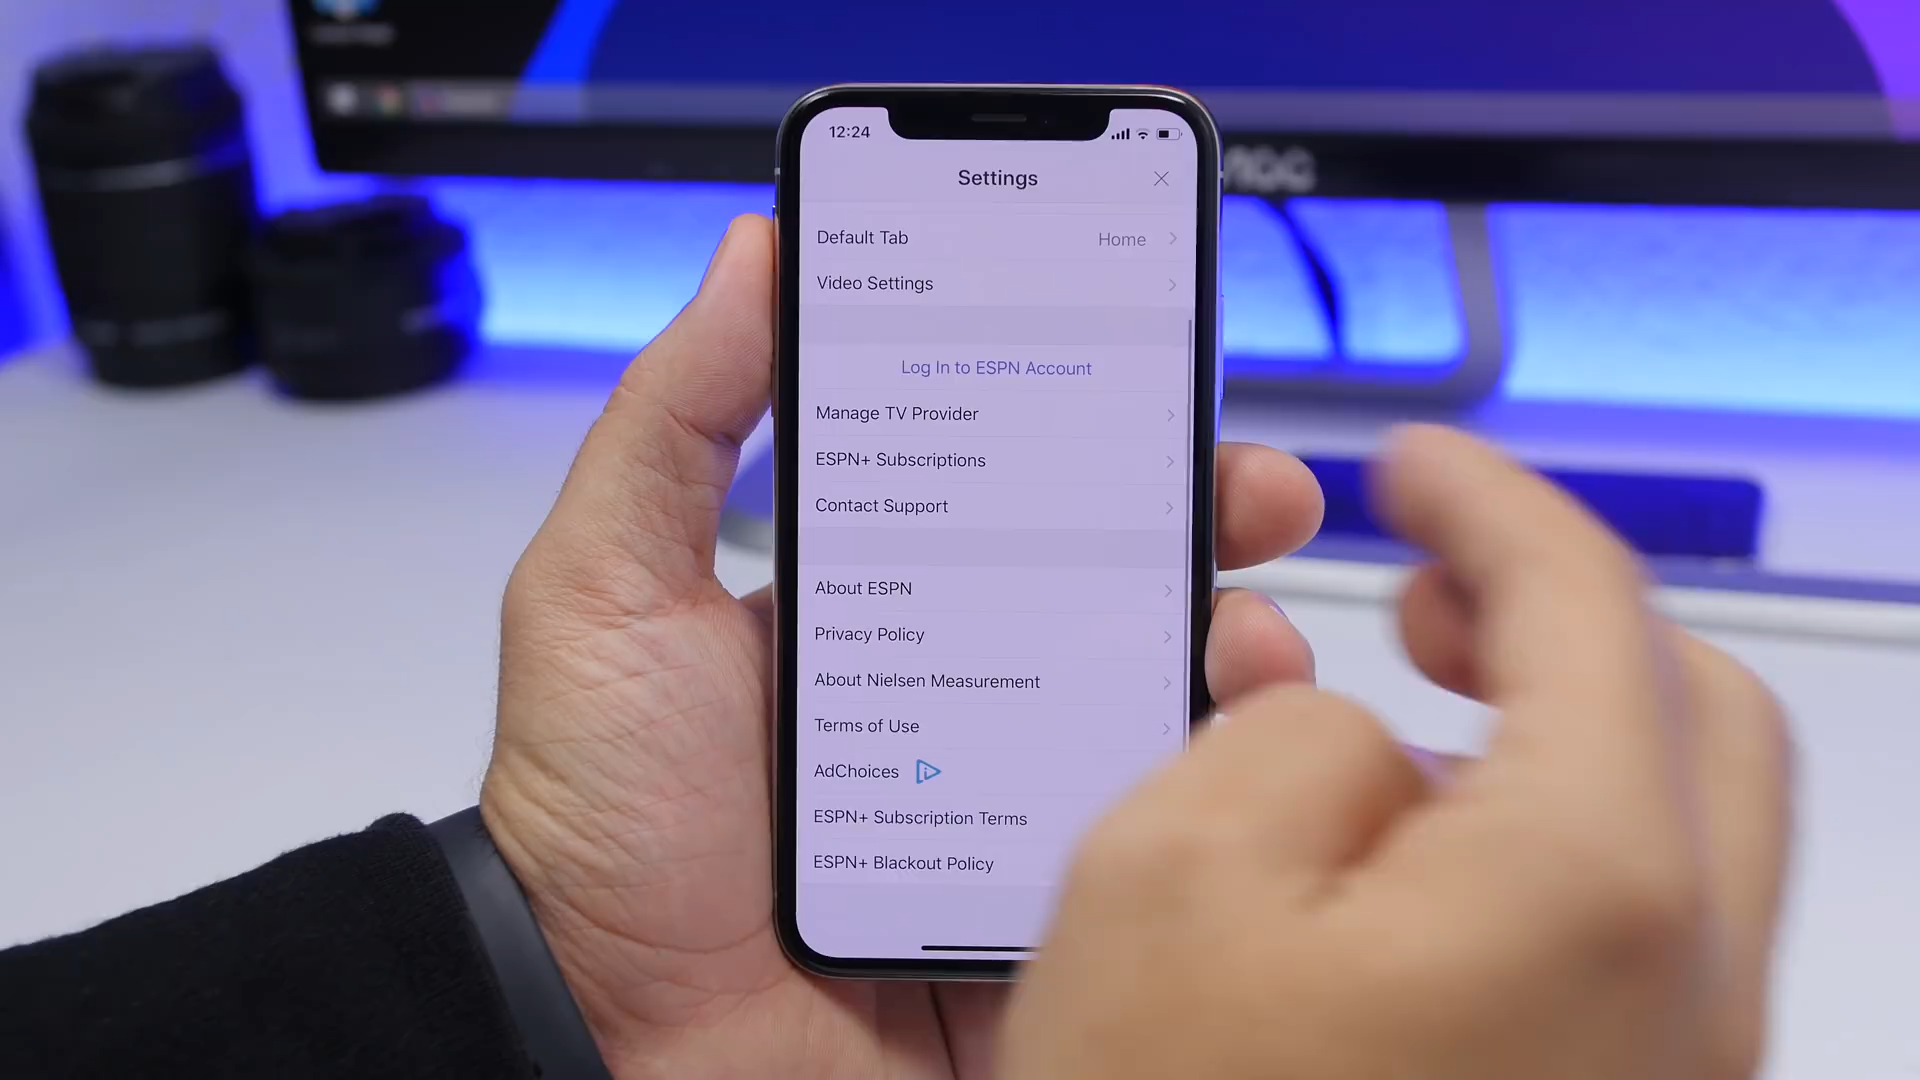 12:24
Settings
Default Tab Home
Video Settings
Log In to ESPN Account
Manage TV Provider
ESPN+ Subscriptions
Contact Support
About ESPN
Privacy Policy
About Nielsen Measurement
Terms of Use
AdChoices
ESPN+ Subscription Terms
ESPN+ Blackout Policy